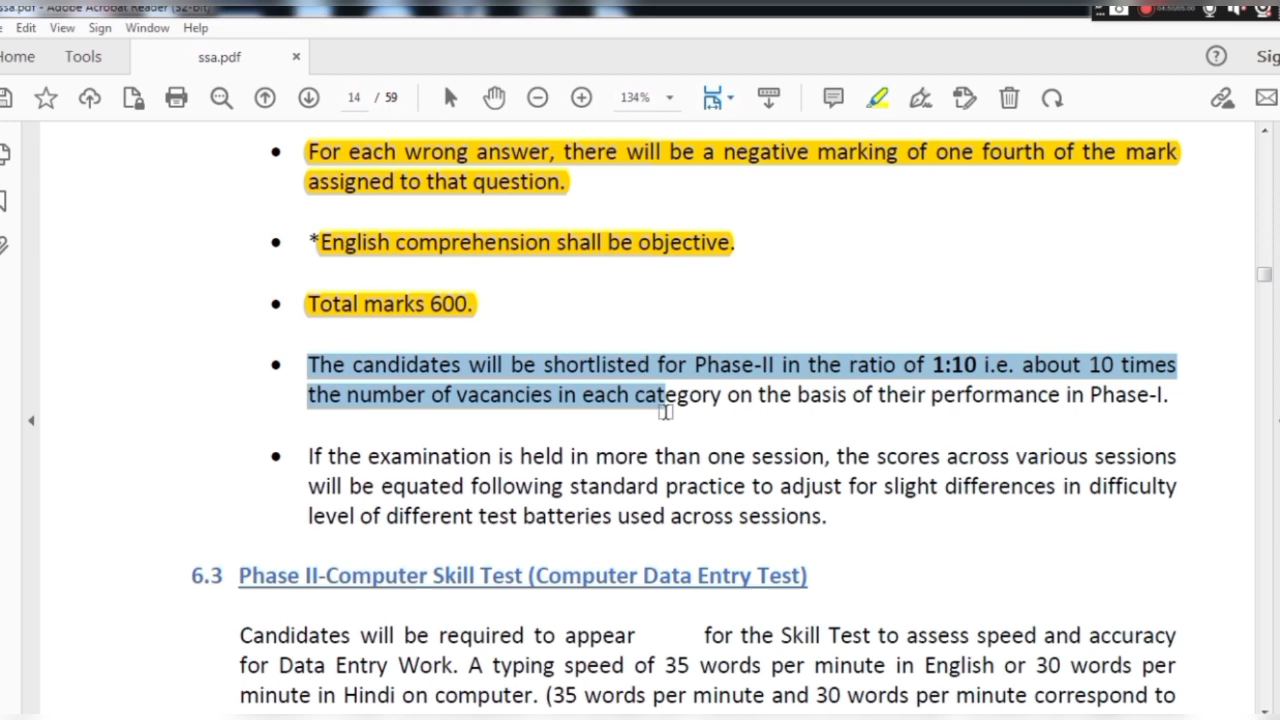 ssa.pdf - Adobe Acrobat Reader (32-bit)
Edit View Sign Window Help
Home Tools ssa.pdf × ? Sig
14 / 59 134%
• For each wrong answer, there will be a negative marking of one fourth of the mark
assigned to that question.
• *English comprehension shall be objective.
• Total marks 600.
• The candidates will be shortlisted for Phase-II in the ratio of 1:10 i.e. about 10 times
the number of vacancies in each category on the basis of their performance in Phase-I.
• If the examination is held in more than one session, the scores across various sessions
will be equated following standard practice to adjust for slight differences in difficulty
level of different test batteries used across sessions.
6.3 Phase II-Computer Skill Test (Computer Data Entry Test)
Candidates will be required to appear for the Skill Test to assess speed and accuracy
for Data Entry Work. A typing speed of 35 words per minute in English or 30 words per
minute in Hindi on computer. (35 words per minute and 30 words per minute correspond to